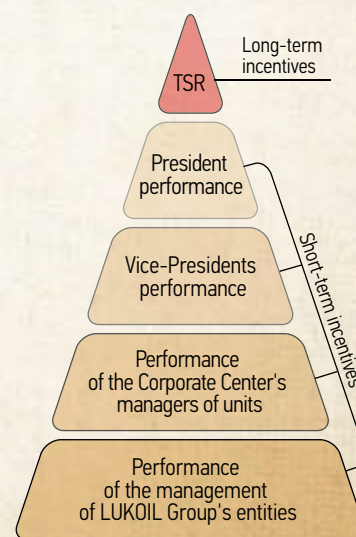 Long-term
incentives
TSR
President
performance
Vice-Presidents
performance
Short-term incentives
Performance
of the Corporate Center's
managers of units
Performance
of the management
of LUKOIL Group's entities